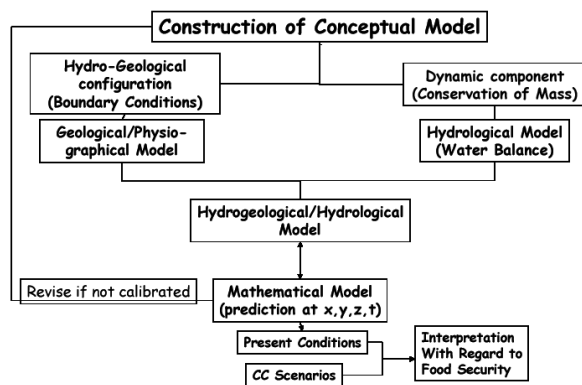 Construction of Conceptual Model
Hydro-Geological
configuration
(Boundary Conditions)
Dynamic component
(Conservation of Mass)
Geological/Physio-
graphical Model
Hydrological Model
(Water Balance)
Hydrogeological/Hydrological
Model
Revise if not calibrated
Mathematical Model
(prediction at x,y,z,t)
Present Conditions
CC Scenarios
Interpretation
With Regard to
Food Security